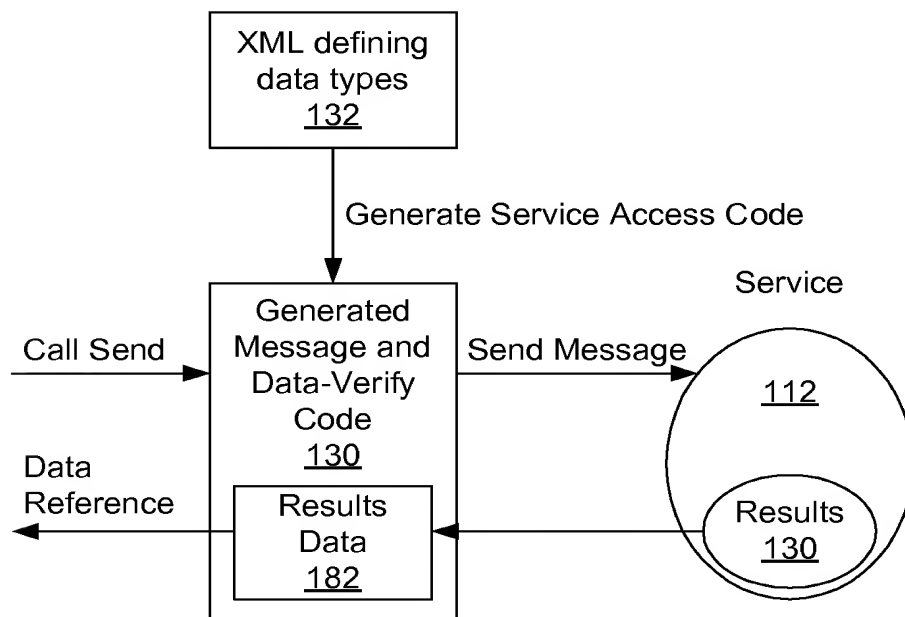 XML defining
data types
132
Generate Service Access Code
Service
Generated
Message and
Data-Verify
Code
130
Call Send
Send Message
112
Data
Reference
Results
Data
182
Results
130